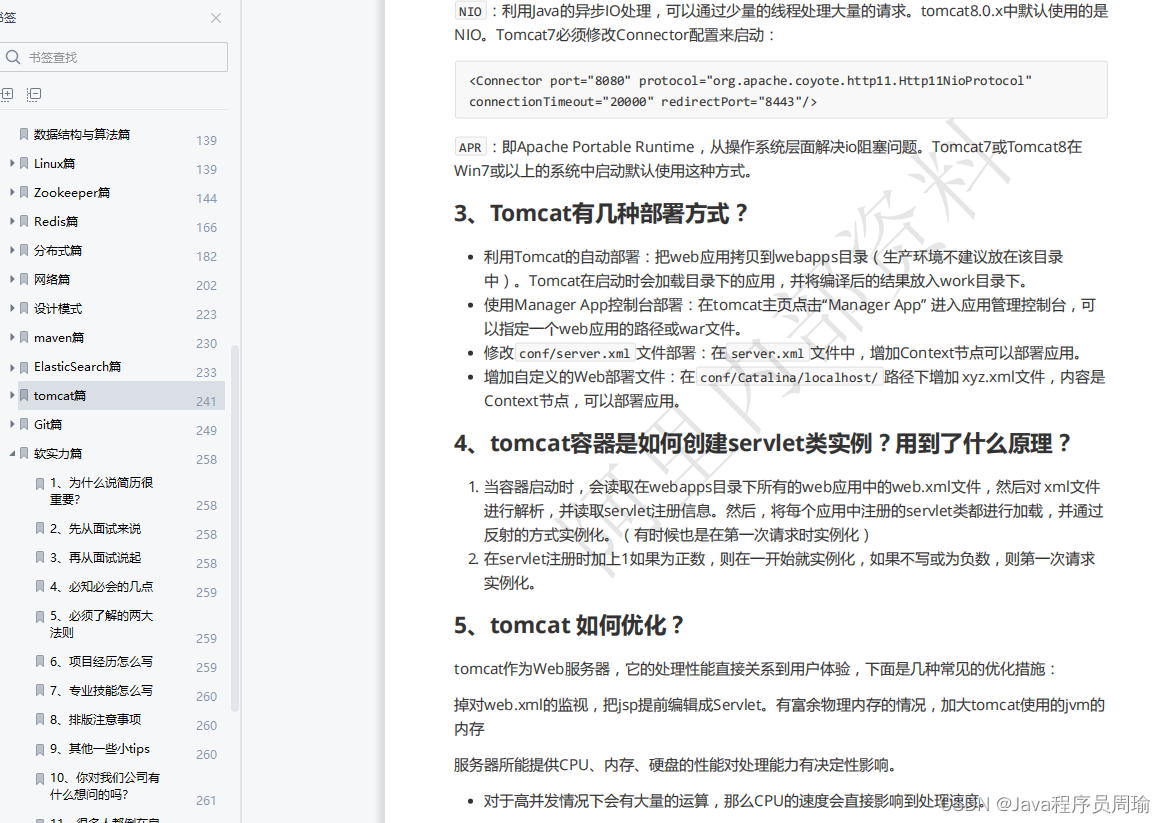 书签
书签查找
数据结构与算法篇 139
Linux篇 139
Zookeeper篇 144
Redis篇 166
分布式篇 182
网络篇 202
设计模式 223
maven篇 230
ElasticSearch篇 233
tomcat篇 241
Git篇 249
软实力篇 258
1、为什么说简历很
重要? 258
2、先从面试来说 258
3、再从面试说起 258
4、必知必会的几点 259
5、必须了解的两大
法则 259
6、项目经历怎么写 259
7、专业技能怎么写 260
8、排版注意事项 260
9、其他一些小tips 260
10、你对我们公司有
什么想问的吗? 261
NIO：利用Java的异步IO处理，可以通过少量的线程处理大量的请求。tomcat8.0.x中默认使用的是
NIO。Tomcat7必须修改Connector配置来启动：
<Connector port="8080" protocol="org.apache.coyote.http11.Http11NioProtocol"
connectionTimeout="20000" redirectPort="8443"/>
APR：即Apache Portable Runtime，从操作系统层面解决io阻塞问题。Tomcat7或Tomcat8在
Win7或以上的系统中启动默认使用这种方式。
3、Tomcat有几种部署方式？
• 利用Tomcat的自动部署：把web应用拷贝到webapps目录（生产环境不建议放在该目录
中）。Tomcat在启动时会加载目录下的应用，并将编译后的结果放入work目录下。
• 使用Manager App控制台部署：在tomcat主页点击“Manager App” 进入应用管理控制台，可
以指定一个web应用的路径或war文件。
• 修改conf/server.xml文件部署：在server.xml文件中，增加Context节点可以部署应用。
• 增加自定义的Web部署文件：在conf/Catalina/localhost/路径下增加 xyz.xml文件，内容是
Context节点，可以部署应用。
4、tomcat容器是如何创建servlet类实例？用到了什么原理？
1. 当容器启动时，会读取在webapps目录下所有的web应用中的web.xml文件，然后对 xml文件
进行解析，并读取servlet注册信息。然后，将每个应用中注册的servlet类都进行加载，并通过
反射的方式实例化。（有时候也是在第一次请求时实例化）
2. 在servlet注册时加上1如果为正数，则在一开始就实例化，如果不写或为负数，则第一次请求
实例化。
5、tomcat 如何优化？
tomcat作为Web服务器，它的处理性能直接关系到用户体验，下面是几种常见的优化措施：
掉对web.xml的监视，把jsp提前编辑成Servlet。有富余物理内存的情况，加大tomcat使用的jvm的
内存
服务器所能提供CPU、内存、硬盘的性能对处理能力有决定性影响。
• 对于高并发情况下会有大量的运算，那么CPU的速度会直接影响到处理速度。
阿里内部资料
CSDN @Java程序员周瑜